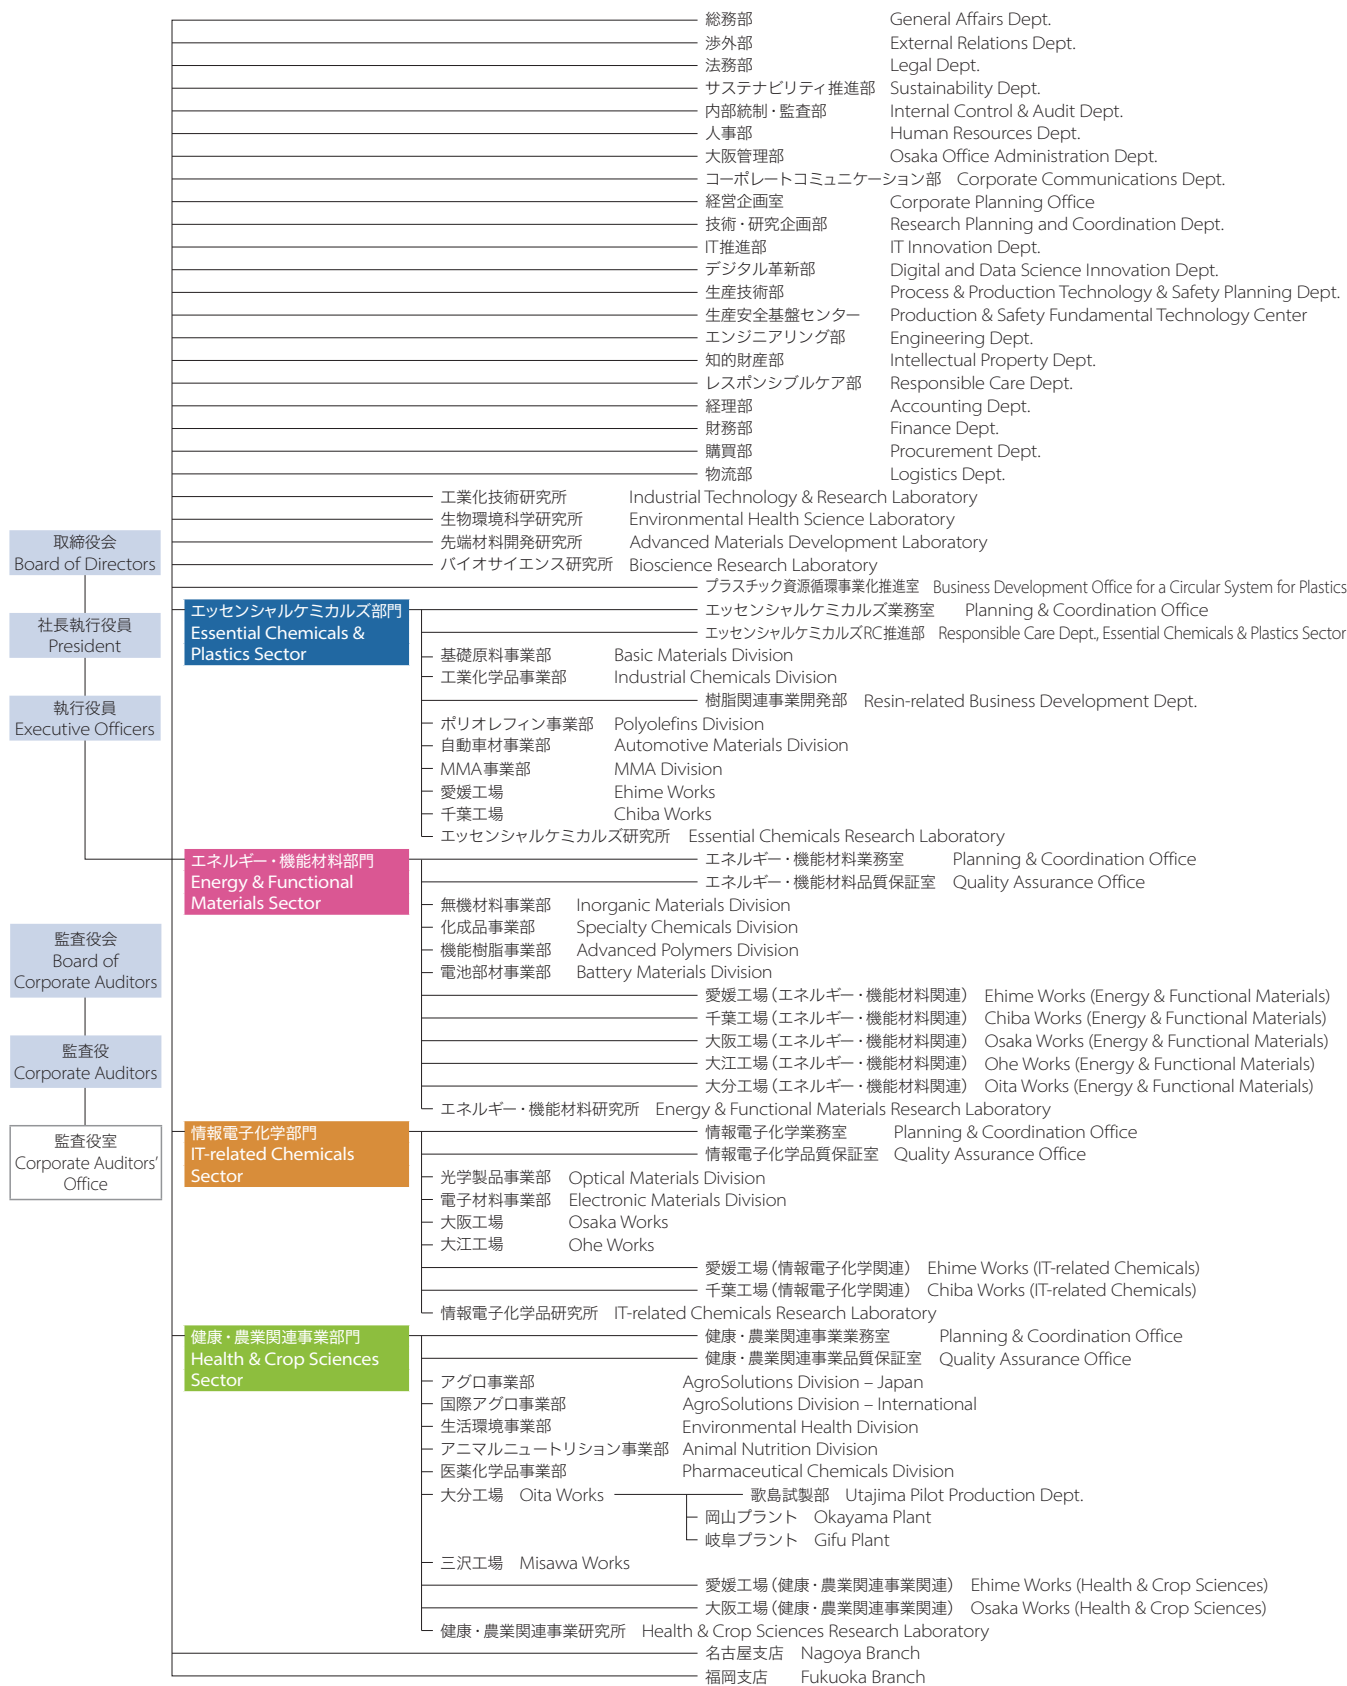 総務部 General Affairs Dept.
渉外部 External Relations Dept.
法務部 Legal Dept.
サステナビリティ推進部 Sustainability Dept.
内部統制・監査部 Internal Control & Audit Dept.
人事部 Human Resources Dept.
大阪管理部 Osaka Office Administration Dept.
コーポレートコミュニケーション部 Corporate Communications Dept.
経営企画室 Corporate Planning Office
技術・研究企画部 Research Planning and Coordination Dept.
IT推進部 IT Innovation Dept.
デジタル革新部 Digital and Data Science Innovation Dept.
生産技術部 Process & Production Technology & Safety Planning Dept.
生産安全基盤センター Production & Safety Fundamental Technology Center
エンジニアリング部 Engineering Dept.
知的財産部 Intellectual Property Dept.
レスポンシブルケア部 Responsible Care Dept.
経理部 Accounting Dept.
財務部 Finance Dept.
購買部 Procurement Dept.
物流部 Logistics Dept.
工業化技術研究所 Industrial Technology & Research Laboratory
生物環境科学研究所 Environmental Health Science Laboratory
先端材料開発研究所 Advanced Materials Development Laboratory
バイオサイエンス研究所 Bioscience Research Laboratory
プラスチック資源循環事業化推進室 Business Development Office for a Circular System for Plastics
取締役会
Board of Directors
社長執行役員
President
執行役員
Executive Officers
監査役会
Board of
Corporate Auditors
監査役
Corporate Auditors
監査役室
Corporate Auditors'
Office
エッセンシャルケミカルズ部門
Essential Chemicals &
Plastics Sector
エッセンシャルケミカルズ業務室 Planning & Coordination Office
エッセンシャルケミカルズRC推進部 Responsible Care Dept., Essential Chemicals & Plastics Sector
基礎原料事業部 Basic Materials Division
工業化学品事業部 Industrial Chemicals Division
樹脂関連事業開発部 Resin-related Business Development Dept.
ポリオレフィン事業部 Polyolefins Division
自動車材事業部 Automotive Materials Division
MMA事業部 MMA Division
愛媛工場 Ehime Works
千葉工場 Chiba Works
エッセンシャルケミカルズ研究所 Essential Chemicals Research Laboratory
エネルギー・機能材料部門
Energy & Functional
Materials Sector
エネルギー・機能材料業務室 Planning & Coordination Office
エネルギー・機能材料品質保証室 Quality Assurance Office
無機材料事業部 Inorganic Materials Division
化成品事業部 Specialty Chemicals Division
機能樹脂事業部 Advanced Polymers Division
電池部材事業部 Battery Materials Division
愛媛工場（エネルギー・機能材料関連） Ehime Works (Energy & Functional Materials)
千葉工場（エネルギー・機能材料関連） Chiba Works (Energy & Functional Materials)
大阪工場（エネルギー・機能材料関連） Osaka Works (Energy & Functional Materials)
大江工場（エネルギー・機能材料関連） Ohe Works (Energy & Functional Materials)
大分工場（エネルギー・機能材料関連） Oita Works (Energy & Functional Materials)
エネルギー・機能材料研究所 Energy & Functional Materials Research Laboratory
情報電子化学部門
IT-related Chemicals
Sector
情報電子化学業務室 Planning & Coordination Office
情報電子化学品質保証室 Quality Assurance Office
光学製品事業部 Optical Materials Division
電子材料事業部 Electronic Materials Division
大阪工場 Osaka Works
大江工場 Ohe Works
愛媛工場（情報電子化学関連） Ehime Works (IT-related Chemicals)
千葉工場（情報電子化学関連） Chiba Works (IT-related Chemicals)
情報電子化学品研究所 IT-related Chemicals Research Laboratory
健康・農業関連事業部門
Health & Crop Sciences
Sector
健康・農業関連事業業務室 Planning & Coordination Office
健康・農業関連事業品質保証室 Quality Assurance Office
アグロ事業部 AgroSolutions Division – Japan
国際アグロ事業部 AgroSolutions Division – International
生活環境事業部 Environmental Health Division
アニマルニュートリション事業部 Animal Nutrition Division
医薬化学品事業部 Pharmaceutical Chemicals Division
大分工場 Oita Works 歌島試製部 Utajima Pilot Production Dept.
岡山プラント Okayama Plant
岐阜プラント Gifu Plant
三沢工場 Misawa Works
愛媛工場（健康・農業関連事業関連） Ehime Works (Health & Crop Sciences)
大阪工場（健康・農業関連事業関連） Osaka Works (Health & Crop Sciences)
健康・農業関連事業研究所 Health & Crop Sciences Research Laboratory
名古屋支店 Nagoya Branch
福岡支店 Fukuoka Branch